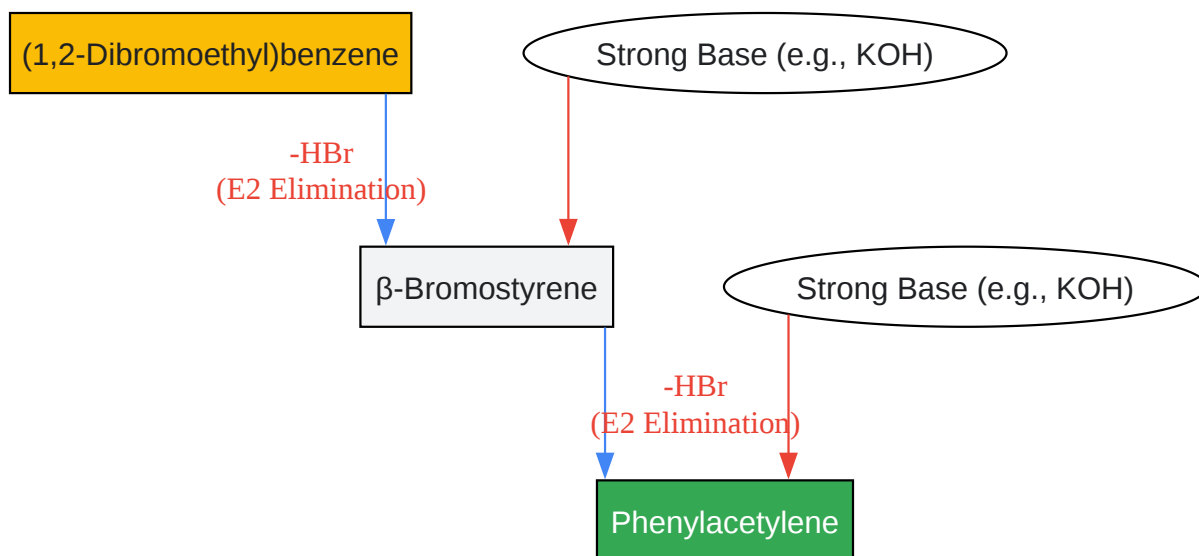 (1,2-Dibromoethyl)benzene
Strong Base (e.g., KOH)
-HBr
(E2 Elimination)
β-Bromostyrene
Strong Base (e.g., KOH)
-HBr
(E2 Elimination)
Phenylacetylene